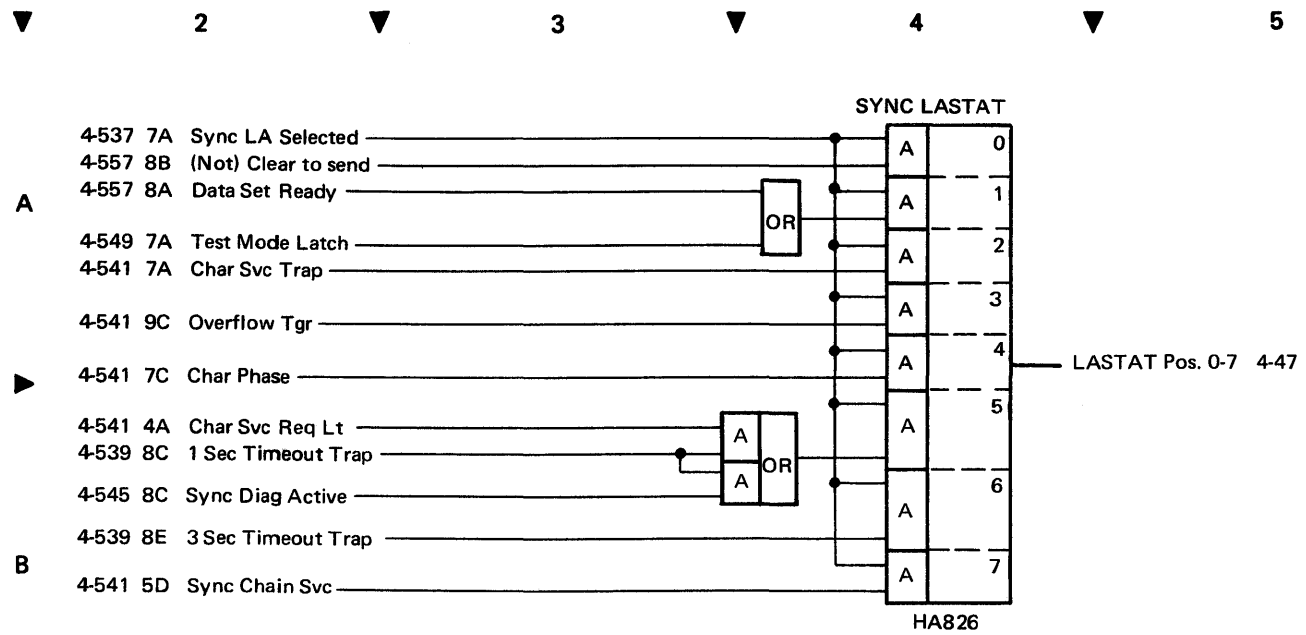 2 3 4 5
SYNC LASTAT
4-537 7A Sync LA Selected
A 0
4-557 8B (Not) Clear to send
4-557 8A Data Set Ready
A 1
A
OR
4-549 7A Test Mode Latch
A 2
4-541 7A Char Svc Trap
A 3
4-541 9C Overflow Tgr
A 4
LASTAT Pos. 0-7 4-47
4-541 7C Char Phase
A 5
4-541 4A Char Svc Req Lt
A
4-539 8C 1 Sec Timeout Trap
OR
A
4-545 8C Sync Diag Active
A 6
4-539 8E 3 Sec Timeout Trap
B
A 7
4-541 5D Sync Chain Svc
HA826